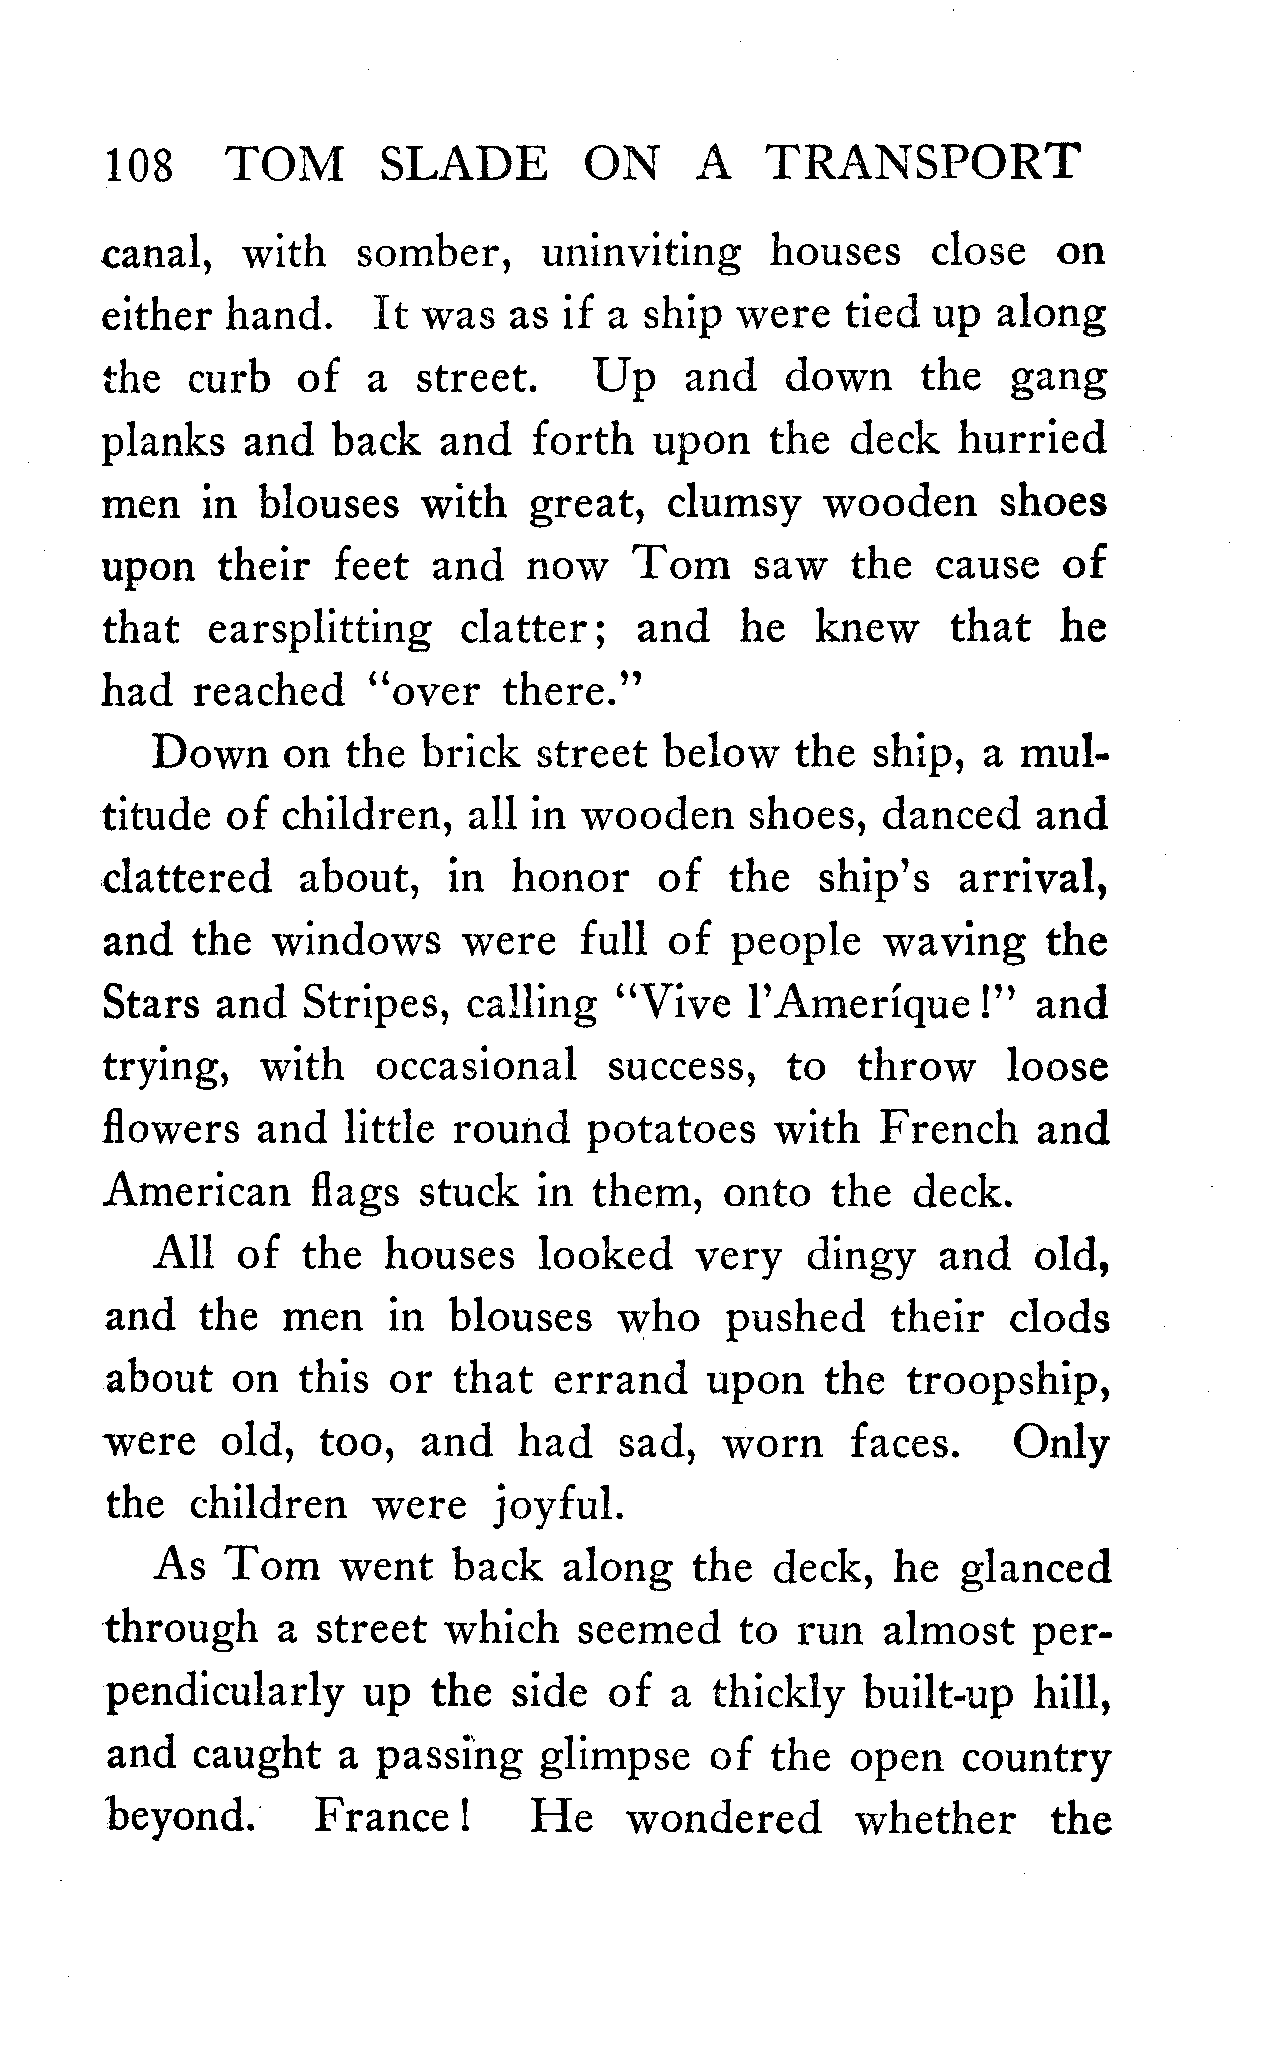 108 TOM SLADE ON A TRANSPORT
canal, with somber, uninviting houses close on
either hand. It was as if a ship were tied up along
the curb of a street. Up and down the gang
planks and back and forth upon the deck hurried
men in blouses with great, clumsy wooden shoes
upon their feet and now Tom saw the cause of
that earsplitting clatter; and he knew that he
had reached "over there."
Down on the brick street below the ship, a mul-
titude of children, all in wooden shoes, danced and
clattered about, in honor of the ship's arrival,
and the windows were full of people waving the
Stars and Stripes, calling "Vive l'Ameríque!" and
trying, with occasional success, to throw loose
flowers and little round potatoes with French and
American flags stuck in them, onto the deck.
All of the houses looked very dingy and old,
and the men in blouses who pushed their clods
about on this or that errand upon the troopship,
were old, too, and had sad, worn faces. Only
the children were joyful.
As Tom went back along the deck, he glanced
through a street which seemed to run almost per-
pendicularly up the side of a thickly built-up hill,
and caught a passing glimpse of the open country
beyond. France! He wondered whether the